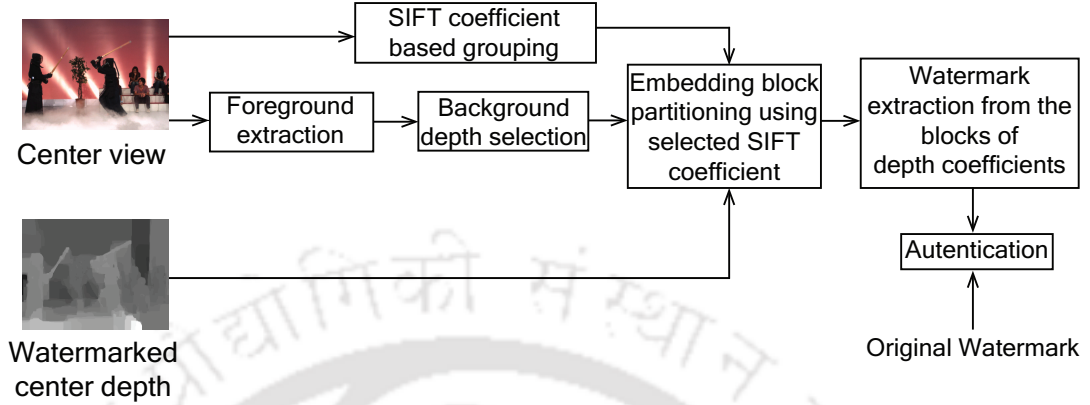 SIFT coefficient
based grouping
Center view
Foreground
extraction
Background
depth selection
Embedding block
partitioning using
selected SIFT
coefficient
Watermark
extraction from the
blocks of
depth coefficients
Autentication
Original Watermark
Watermarked
center depth